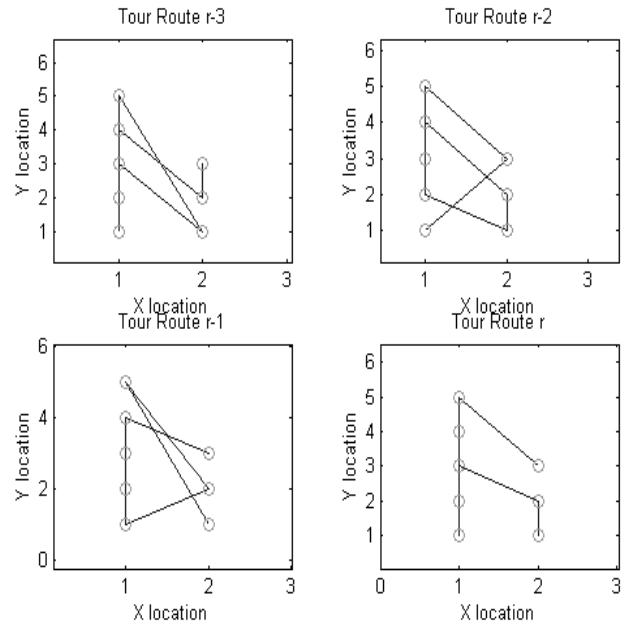 Tour Route r-3
6
5
4
3
2
1
Y location
1 2 3
X location
Tour Route r-2
6
5
4
3
2
1
Y location
1 2 3
X location
Tour Route r-1
6
4
2
0
Y location
1 2 3
X location
Tour Route r
6
5
4
3
2
1
Y location
0 1 2 3
X location